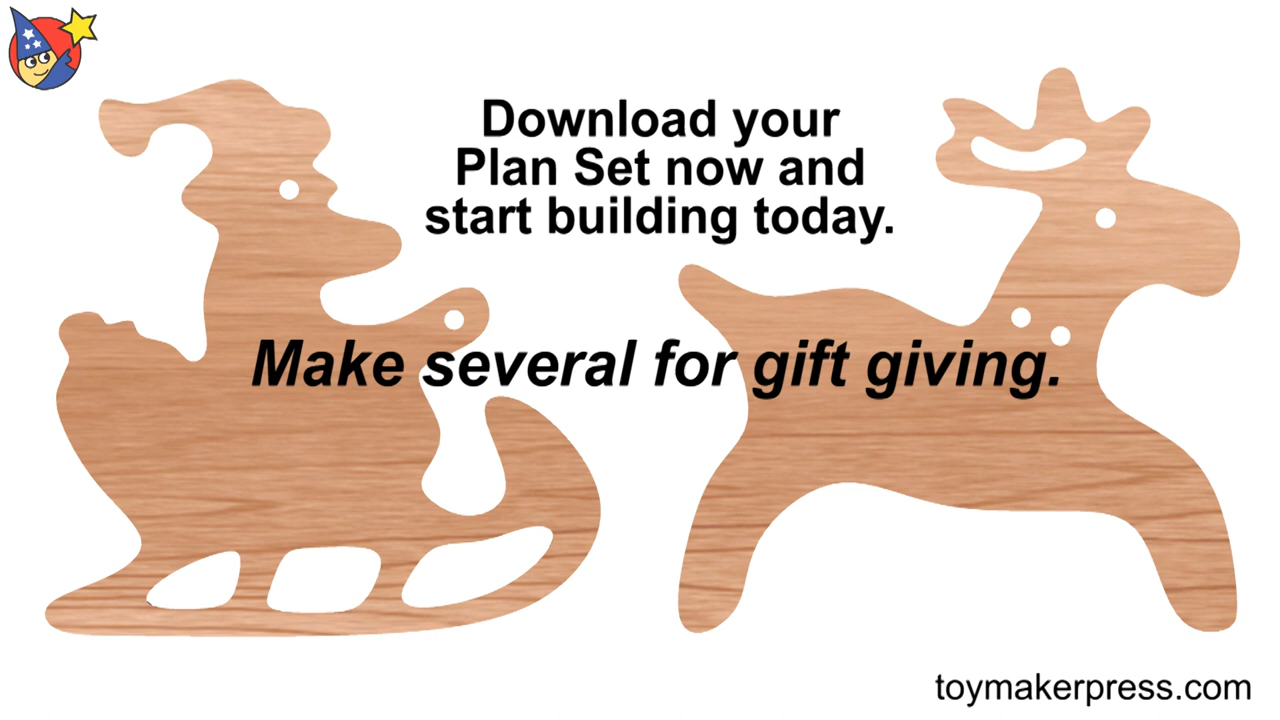 Download your
Plan Set now and
start building today.
Make several for gift giving.
toymakerpress.com